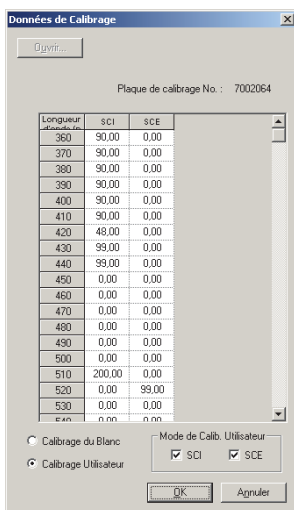 Données de Calibrage
Ouvrir...
Plaque de calibrage No. : 7002064
Longueur SCI SCE
d'onde (n
360 90,00 0,00
370 90,00 0,00
380 90,00 0,00
390 90,00 0,00
400 90,00 0,00
410 90,00 0,00
420 48,00 0,00
430 99,00 0,00
440 99,00 0,00
450 0,00 0,00
460 0,00 0,00
470 0,00 0,00
480 0,00 0,00
490 0,00 0,00
500 0,00 0,00
510 200,00 0,00
520 0,00 99,00
530 0,00 0,00
540 0,00 0,00
Calibrage du Blanc
Calibrage Utilisateur
Mode de Calib. Utilisateur
SCI SCE
OK Annuler